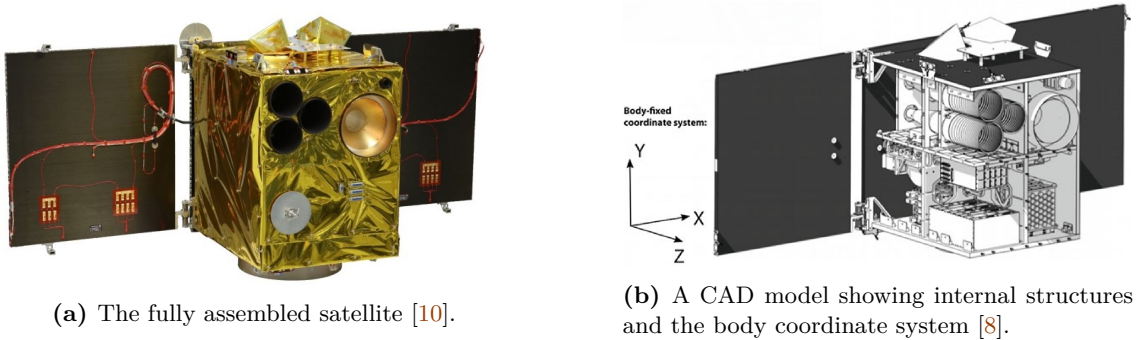 Body-fixed
coordinate system:
Y
X
Z
(a) The fully assembled satellite [10].
(b) A CAD model showing internal structures
and the body coordinate system [8].